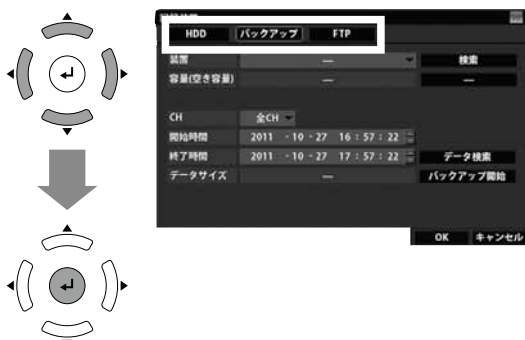 HDD バックアップ FTP
装置 — 検索
容量(空き容量) — —
CH 全CH
開始時間 2011 - 10 - 27 16 : 57 : 22
終了時間 2011 - 10 - 27 17 : 57 : 22 データ検索
データサイズ — バックアップ開始
OK キャンセル